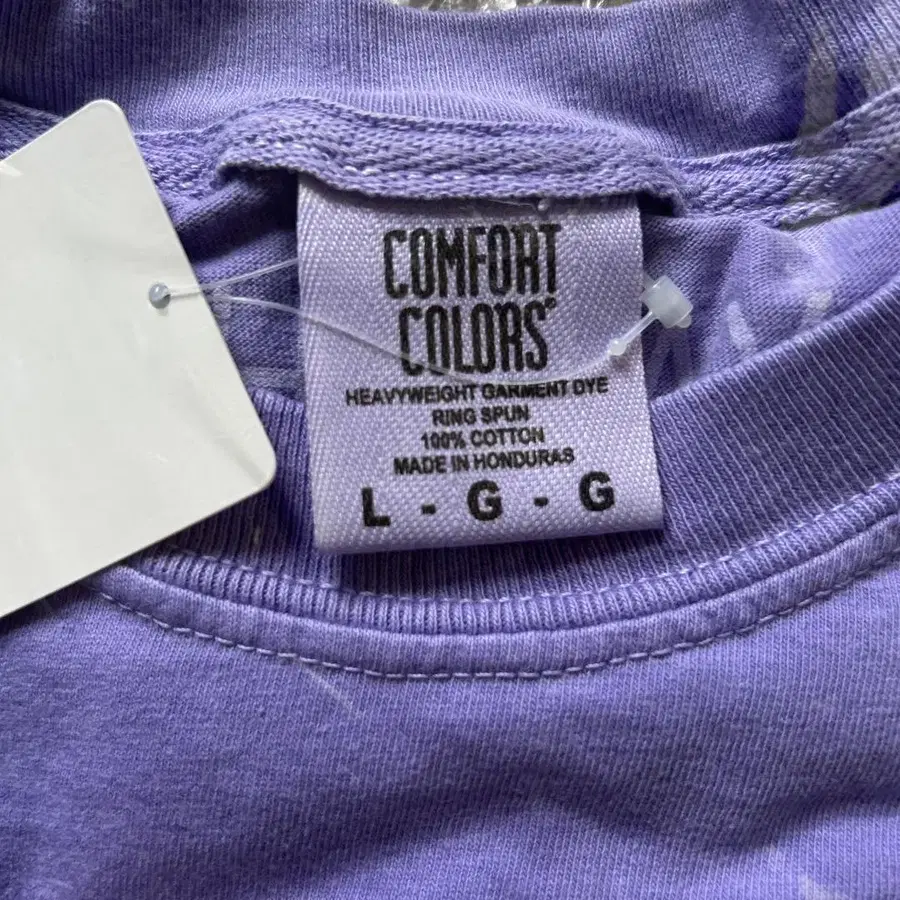 COMFORT
COLORS®
HEAVYWEIGHT GARMENT DYE
RING SPUN
100% COTTON
MADE IN HONDURAS
L - G - G